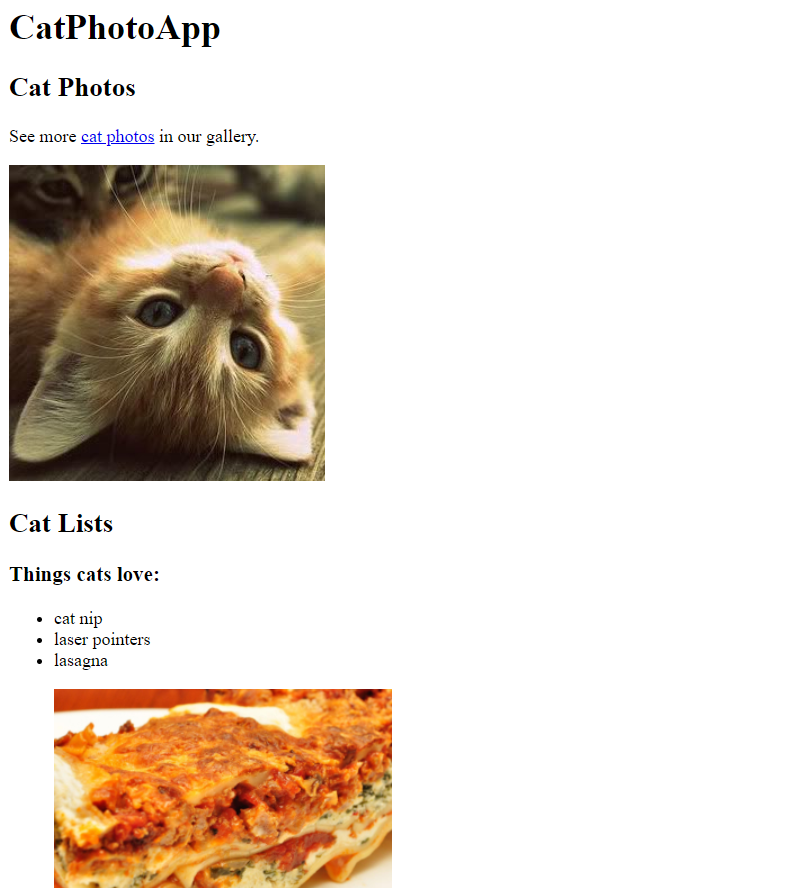 CatPhotoApp
Cat Photos
See more cat photos in our gallery.
Cat Lists
Things cats love:
cat nip
laser pointers
lasagna